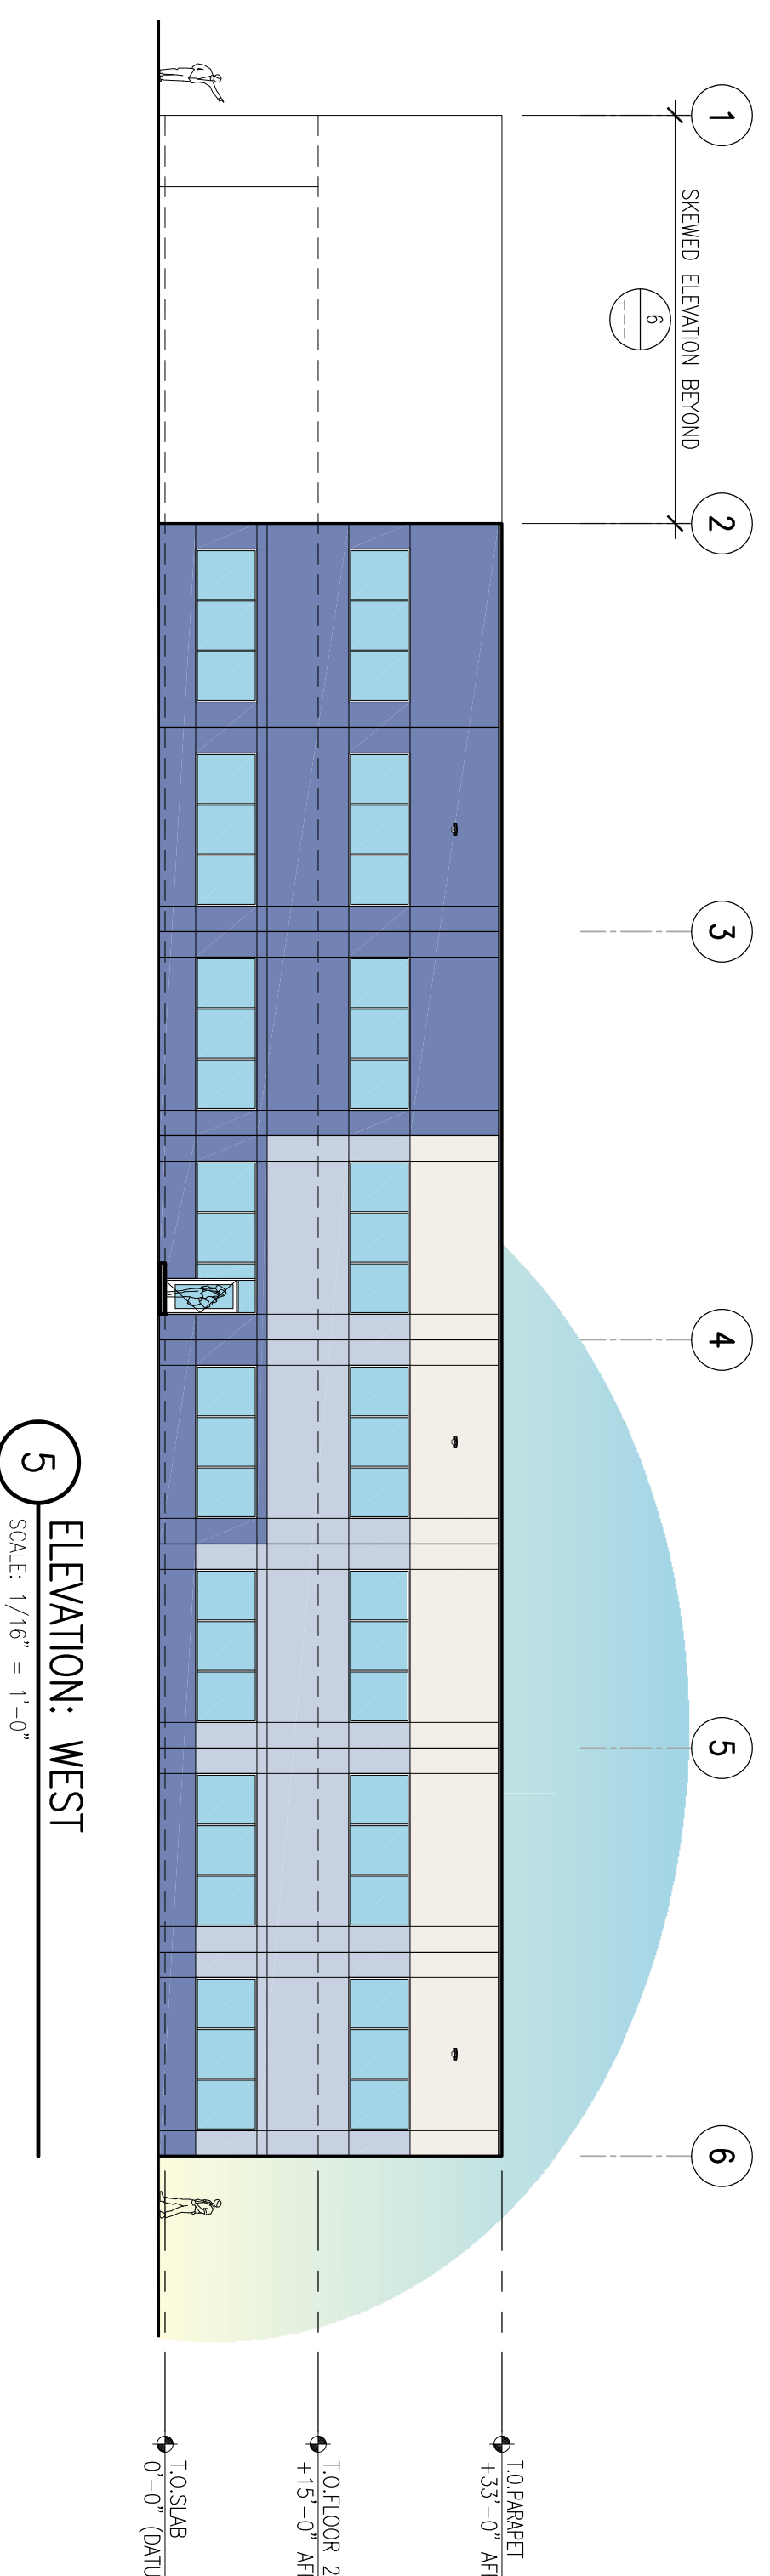 1
2
3
4
5
6
SKEWED ELEVATION BEYOND
6
T.O.PARAPET
+33'-0"
T.O.FLOOR 2
+15'-0"
T.O.SLAB
0'-0"
5
ELEVATION: WEST
SCALE: 1/16" = 1'-0"